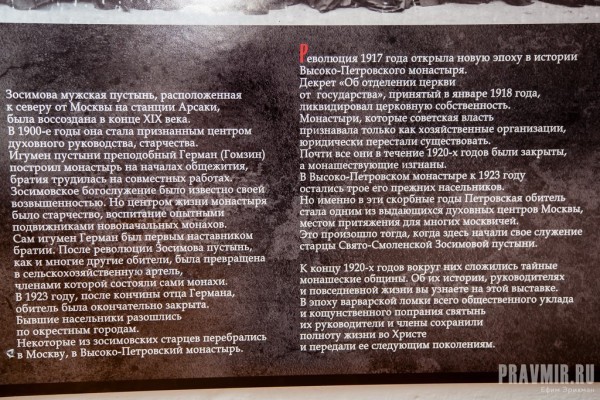 Зосимова мужская пустынь, расположенная
к северу от Москвы на станции Арсаки,
была воссоздана в конце XIX века.
В 1900-е годы она стала признанным центром
духовного руководства, старчества.
Игумен пустыни преподобный Герман (Гомзин)
построил монастырь на началах общежития,
братия трудилась на совместных работах.
Зосимовское богослужение было известно своей
возвышенностью. Но центром жизни монастыря
было старчество, воспитание опытными
подвижниками новоначальных монахов.
Сам игумен Герман был первым наставником
братии. После революции Зосимова пустынь,
как и многие другие обители, была превращена
в сельскохозяйственную артель,
членами которой состояли сами монахи.
В 1923 году, после кончины отца Германа,
обитель была окончательно закрыта.
Бывшие насельники разошлись
по окрестным городам.
Некоторые из зосимовских старцев перебрались
в Москву, в Высоко-Петровский монастырь.
Революция 1917 года открыла новую эпоху в истории
Высоко-Петровского монастыря.
Декрет «Об отделении церкви
от государства», принятый в январе 1918 года,
ликвидировал церковную собственность.
Монастыри, которые советская власть
признавала только как хозяйственные организации,
юридически перестали существовать.
Почти все они в течение 1920-х годов были закрыты,
а монашествующие изгнаны.
В Высоко-Петровском монастыре к 1923 году
остались трое его прежних насельников.
Но именно в эти скорбные годы Петровская обитель
стала одним из выдающихся духовных центров Москвы,
местом притяжения для многих москвичей.
Это произошло тогда, когда здесь начали свое служение
старцы Свято-Смоленской Зосимовой пустыни.
К концу 1920-х годов вокруг них сложились тайные
монашеские общины. Об их истории, руководителях
и повседневной жизни вы узнаете на этой выставке.
В эпоху варварской ломки всего общественного уклада
и кощунственного попрания святынь
их руководители и члены сохранили
полноту жизни во Христе
и передали ее следующим поколениям.
PRAVMIR.RU